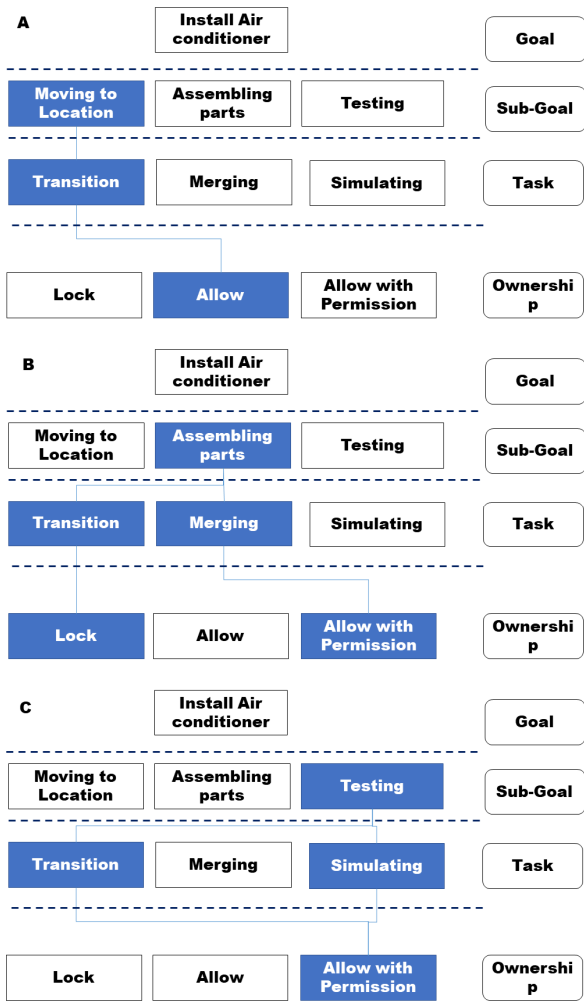 A
Install Air
conditioner
Goal
Moving to
Location
Assembling
parts
Testing
Sub-Goal
Transition
Merging
Simulating
Task
Lock
Allow
Allow with
Permission
Ownershi
p
B
Install Air
conditioner
Goal
Moving to
Location
Assembling
parts
Testing
Sub-Goal
Transition
Merging
Simulating
Task
Lock
Allow
Allow with
Permission
Ownershi
p
C
Install Air
conditioner
Goal
Moving to
Location
Assembling
parts
Testing
Sub-Goal
Transition
Merging
Simulating
Task
Lock
Allow
Allow with
Permission
Ownershi
p